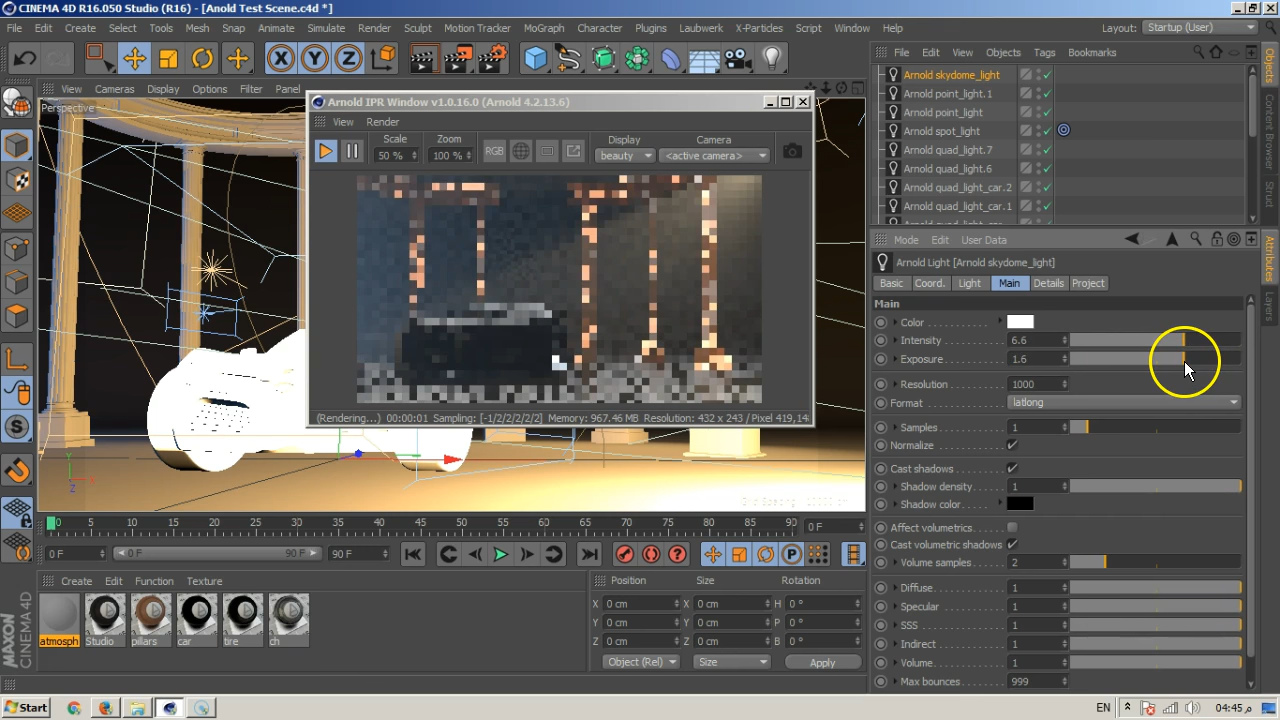 CINEMA 4D R16.050 Studio (R16) - [Anold Test Scene.c4d *]
File Edit Create Select Tools Mesh Snap Animate Simulate Render Sculpt Motion Tracker MoGraph Character Plugins Laubwerk X-Particles Script Window Help Layout: Startup (User)
X Y Z
View Cameras Display Options Filter Panel
Perspective
Arnold IPR Window v1.0.16.0 (Arnold 4.2.13.6)
View Render
Scale Zoom Display Camera
50 % 100 % RGB beauty <active camera>
(Rendering...) 00:00:01 Sampling: [-1/2/2/2/2/2] Memory: 967.46 MB Resolution: 432 x 243 / Pixel 419,14
File Edit View Objects Tags Bookmarks
Arnold skydome_light
Arnold point_light.1
Arnold point_light
Arnold spot_light
Arnold quad_light.7
Arnold quad_light.6
Arnold quad_light_car.2
Arnold quad_light_car.1
Objects
Content Browser
Struct
Attributes
Layers
Mode Edit User Data
Arnold Light [Arnold skydome_light]
Basic Coord. Light Main Details Project
Main
Color
Intensity 6.6
Exposure 1.6
Resolution 1000
Format latlong
Samples 1
Normalize
Cast shadows
Shadow density 1
Shadow color
Affect volumetrics
Cast volumetric shadows
Volume samples 2
Diffuse 1
Specular 1
SSS 1
Indirect 1
Volume 1
Max bounces 999
Y
Z
0 5 10 15 20 25 30 35 40 45 50 55 60 65 70 75 80 85 90 0 F
0 F 0 F 90 F 90 F
P
Create Edit Function Texture
atmosph Studio pillars car tire ch
Position Size Rotation
X 0 cm X 0 cm H 0 °
Y 0 cm Y 0 cm P 0 °
Z 0 cm Z 0 cm B 0 °
Object (Rel) Size Apply
MAXON
CINEMA 4D
Start EN 04:45 م